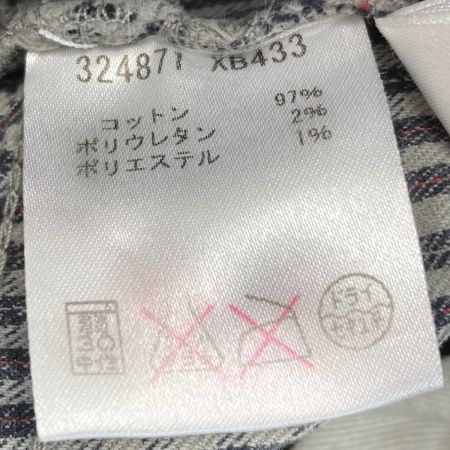 324871 XB433
コットン 97%
ポリウレタン 2%
ポリエステル 1%
ドライ